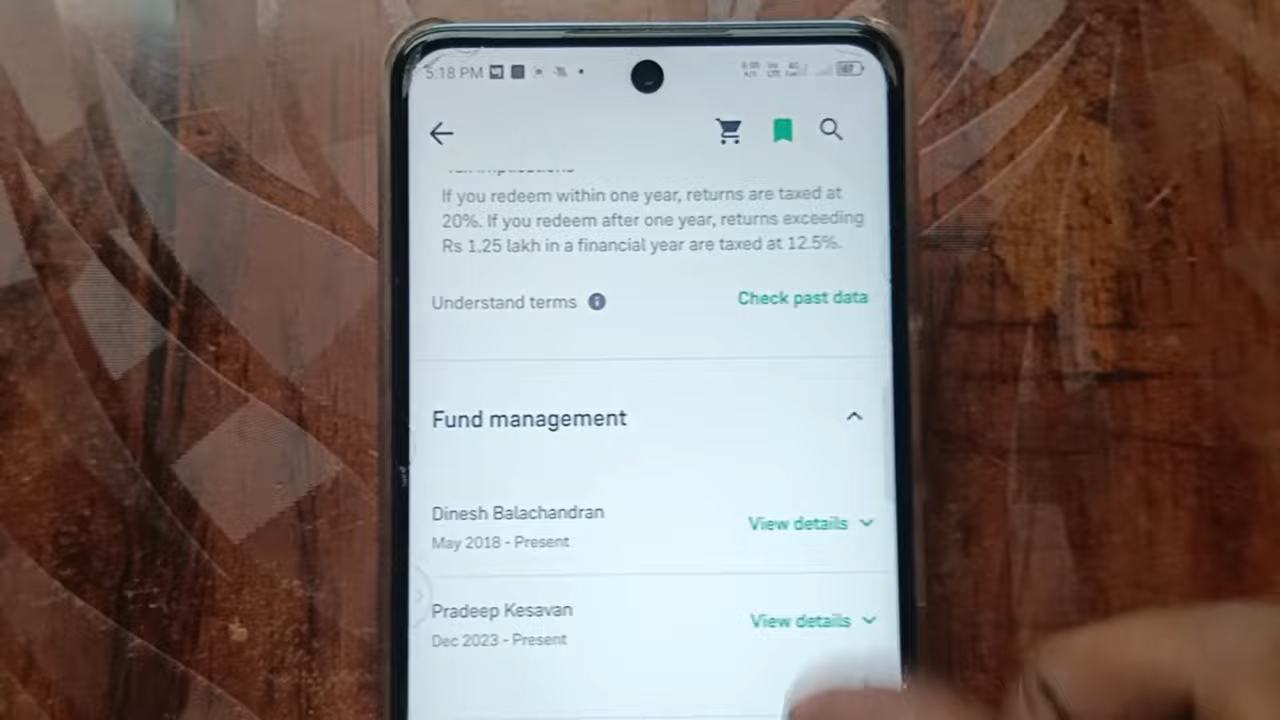 5:18 PM
If you redeem within one year, returns are taxed at
20%. If you redeem after one year, returns exceeding
Rs 1.25 lakh in a financial year are taxed at 12.5%.
Understand terms
Check past data
Fund management
Dinesh Balachandran
View details
May 2018 - Present
Pradeep Kesavan
View details
Dec 2023 - Present